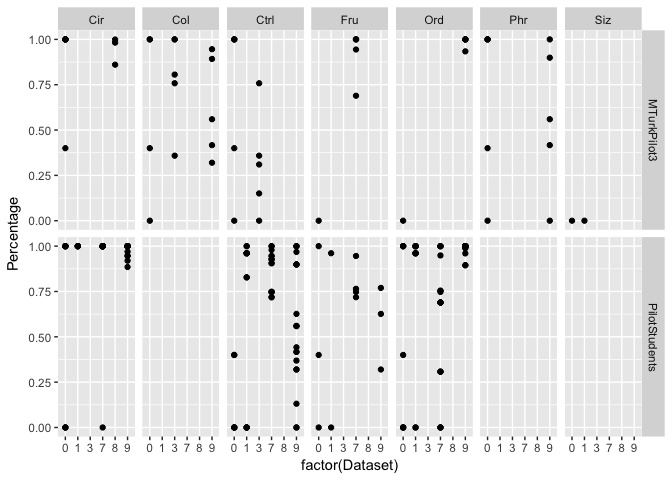 Cir Col Ctrl Fru Ord Phr Siz
1.00
0.75
0.50
0.25
0.00
MTurkPilot3
1.00
0.75
0.50
0.25
0.00
PilotStudents
Percentage
0 1 3 7 8 9 0 1 3 7 8 9 0 1 3 7 8 9 0 1 3 7 8 9 0 1 3 7 8 9 0 1 3 7 8 9 0 1 3 7 8 9
factor(Dataset)